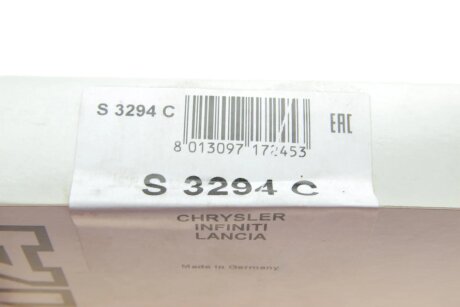 S 3294 C
EAC
8 013097 172453
S 3294 C
CHRYSLER
INFINITI
LANCIA
Made in Germany